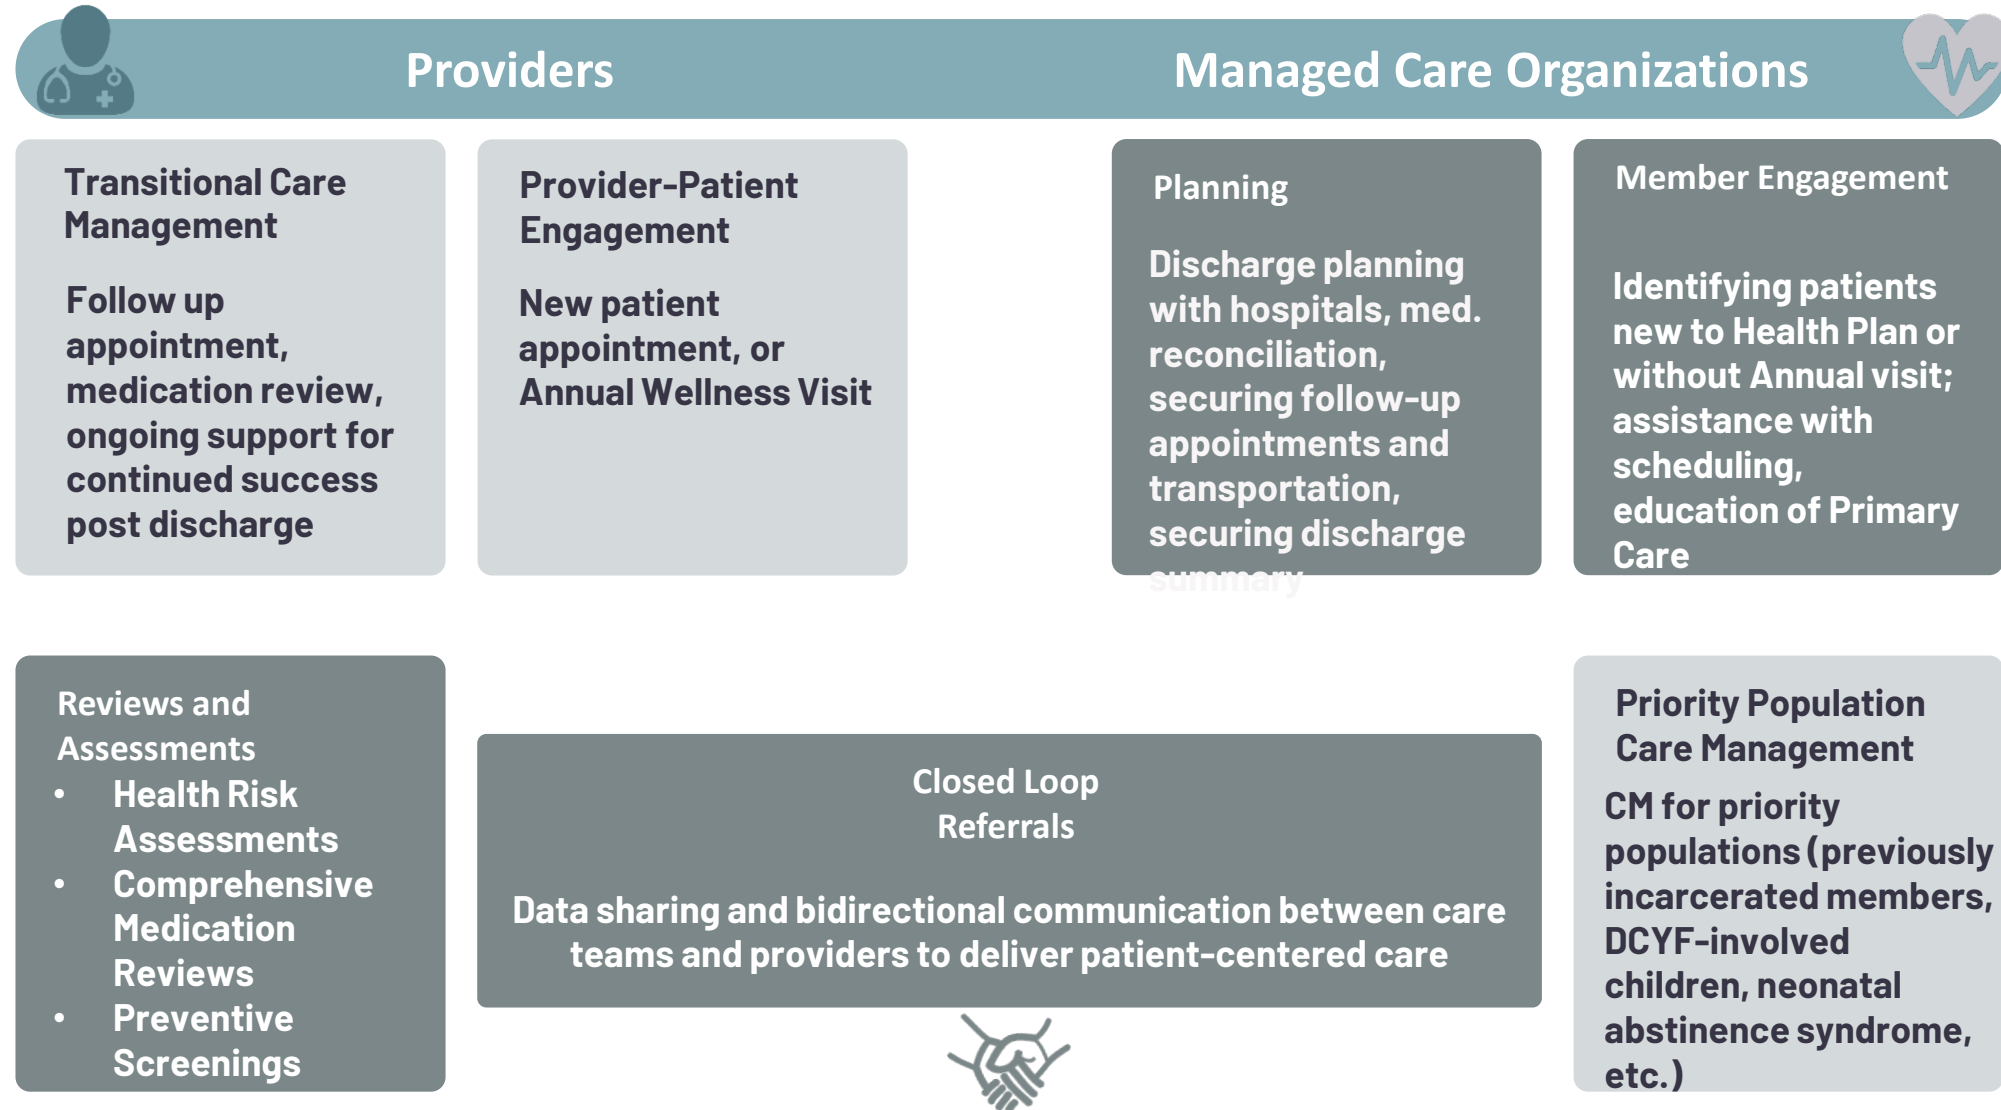 Providers
Managed Care Organizations
Transitional Care
Management
Follow up
appointment,
medication review,
ongoing support for
continued success
post discharge
Provider-Patient
Engagement
New patient
appointment, or
Annual Wellness Visit
Planning
Discharge planning
with hospitals, med.
reconciliation,
securing follow-up
appointments and
transportation,
securing discharge
summary
Member Engagement
Identifying patients
new to Health Plan or
without Annual visit;
assistance with
scheduling,
education of Primary
Care
Reviews and
Assessments
• Health Risk
Assessments
• Comprehensive
Medication
Reviews
• Preventive
Screenings
Closed Loop
Referrals
Data sharing and bidirectional communication between care
teams and providers to deliver patient-centered care
Priority Population
Care Management
CM for priority
populations (previously
incarcerated members,
DCYF-involved
children, neonatal
abstinence syndrome,
etc.)